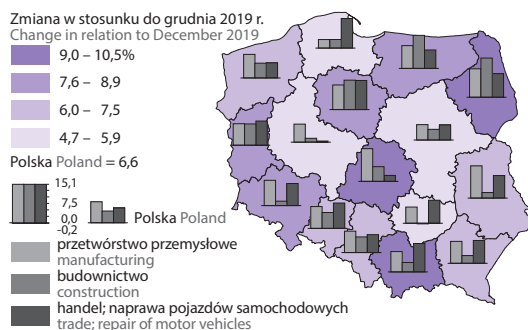 Zmiana w stosunku do grudnia 2019 r.
Change in relation to December 2019
9,0 – 10,5%
7,6 – 8,9
6,0 – 7,5
4,7 – 5,9
Polska Poland = 6,6
15,1
7,5
0,0
-0,2
Polska Poland
przetwórstwo przemysłowe
manufacturing
budownictwo
construction
handel; naprawa pojazdów samochodowych
trade; repair of motor vehicles